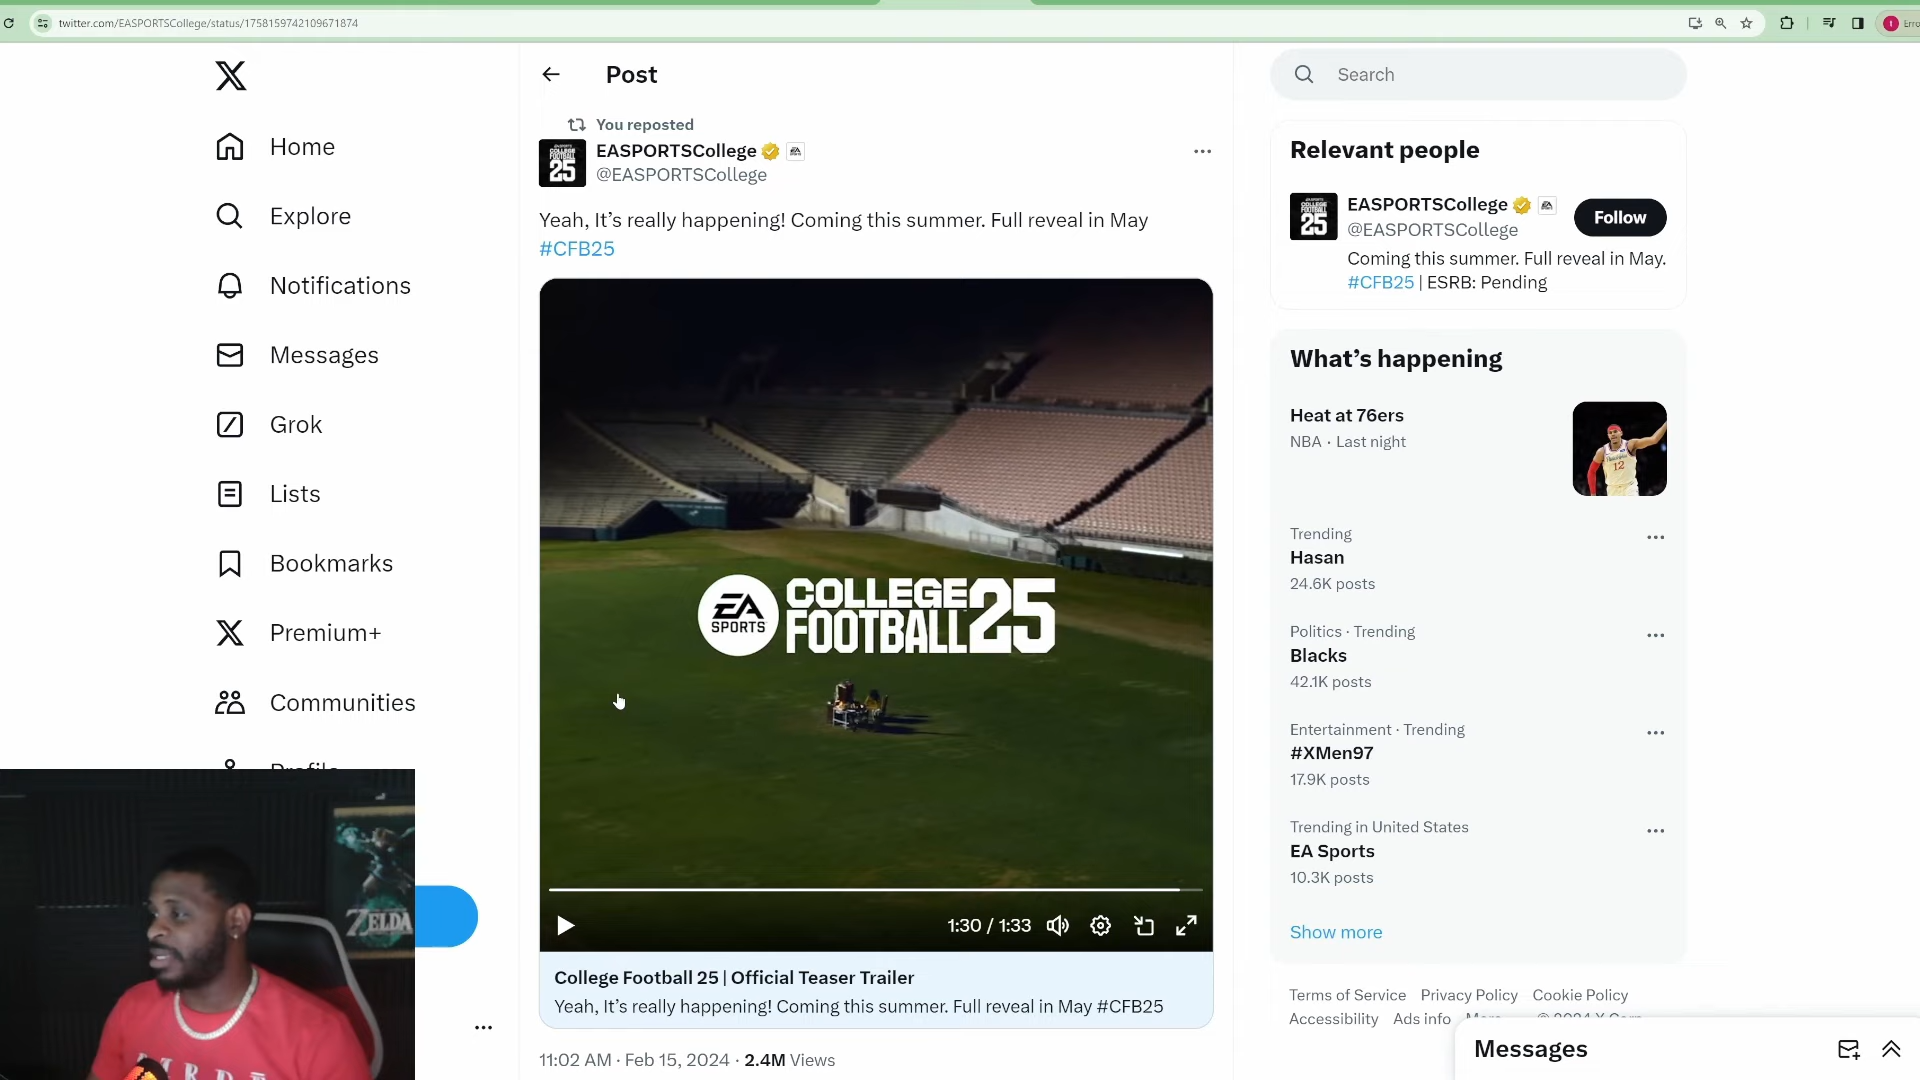 twitter.com/EASPORTSCollege/status/1758159742109671874
Erro
Home
Explore
Notifications
Messages
Grok
Lists
Bookmarks
Premium+
Communities
Profile
ZELDA
Post
You reposted
EASPORTSCollege
@EASPORTSCollege
Yeah, It’s really happening! Coming this summer. Full reveal in May
#CFB25
EA
SPORTS
COLLEGE
FOOTBALL 25
1:30 / 1:33
College Football 25 | Official Teaser Trailer
Yeah, It’s really happening! Coming this summer. Full reveal in May #CFB25
11:02 AM · Feb 15, 2024 · 2.4M Views
Search
Relevant people
EASPORTSCollege
@EASPORTSCollege
Follow
Coming this summer. Full reveal in May.
#CFB25 | ESRB: Pending
What’s happening
Heat at 76ers
NBA · Last night
Trending
Hasan
24.6K posts
Politics · Trending
Blacks
42.1K posts
Entertainment · Trending
#XMen97
17.9K posts
Trending in United States
EA Sports
10.3K posts
Show more
Terms of Service Privacy Policy Cookie Policy
Accessibility Ads info More © 2024 X Corp.
Messages